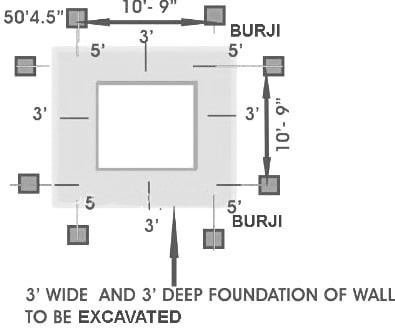 50'4.5" 10'- 9"
BURJI
5' 3' 5'
3' 3'
10'- 9"
5 3' 5'
BURJI
3' WIDE AND 3' DEEP FOUNDATION OF WALL
TO BE EXCAVATED